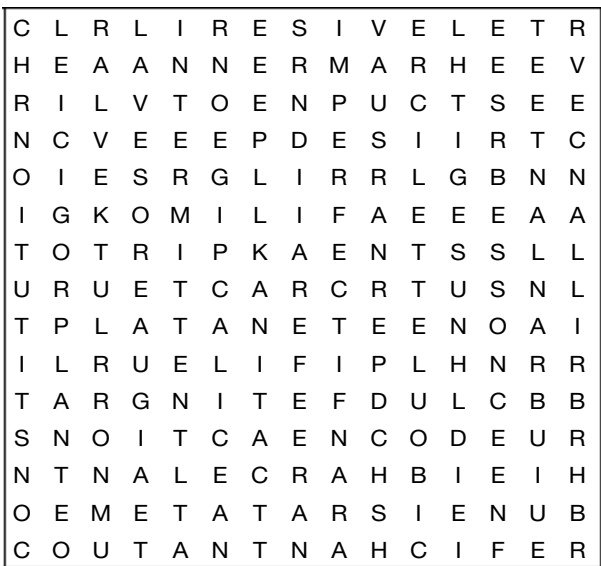 C L R L I R E S I V E L E T R
H E A A N N E R M A R H E E V
R I L V T O E N P U C T S E E
N C V E E E P D E S I I R T C
O I E S R G L I R R L G B N N
I G K O M I L I F A E E E A A
T O T R I P K A E N T S S L L
U R U E T C A R C R T U S N L
T P L A T A N E T E E N O A I
I L R U E L I F I P L H N R R
T A R G N I T E F D U L C B B
S N O I T C A E N C O D E U R
N T N A L E C R A H B I E I H
O E M E T A T A R S I E N U B
C O U T A N T N A H C I F E R